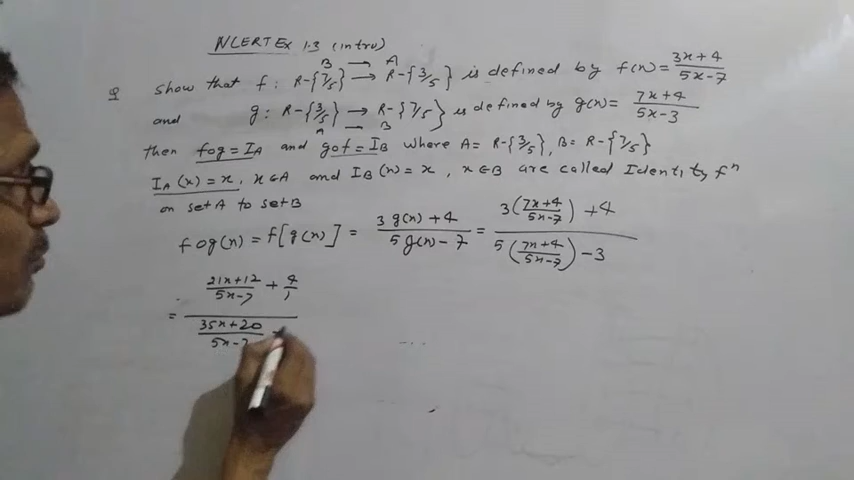 NCERT Ex 1.3 (intro)
B → A
Q show that f : R-{7/5} → R-{3/5} is defined by f(x) = 3x+4 / 5x-7
and g : R-{3/5} → R-{7/5} is defined by g(x) = 7x+4 / 5x-3
A → B
then fog = I_A and gof = I_B where A = R-{3/5}, B = R-{7/5}
I_A(x) = x, x∈A and I_B(x) = x, x∈B are called Identity fⁿ
on set A to set B
fog(x) = f[g(x)] = 3 g(x) + 4 / 5 g(x) - 7 = 3(7x+4 / 5x-7) + 4 / 5(7x+4 / 5x-7) - 3
= 21x+12 / 5x-7 + 4/1 / 35x+20 / 5x-7